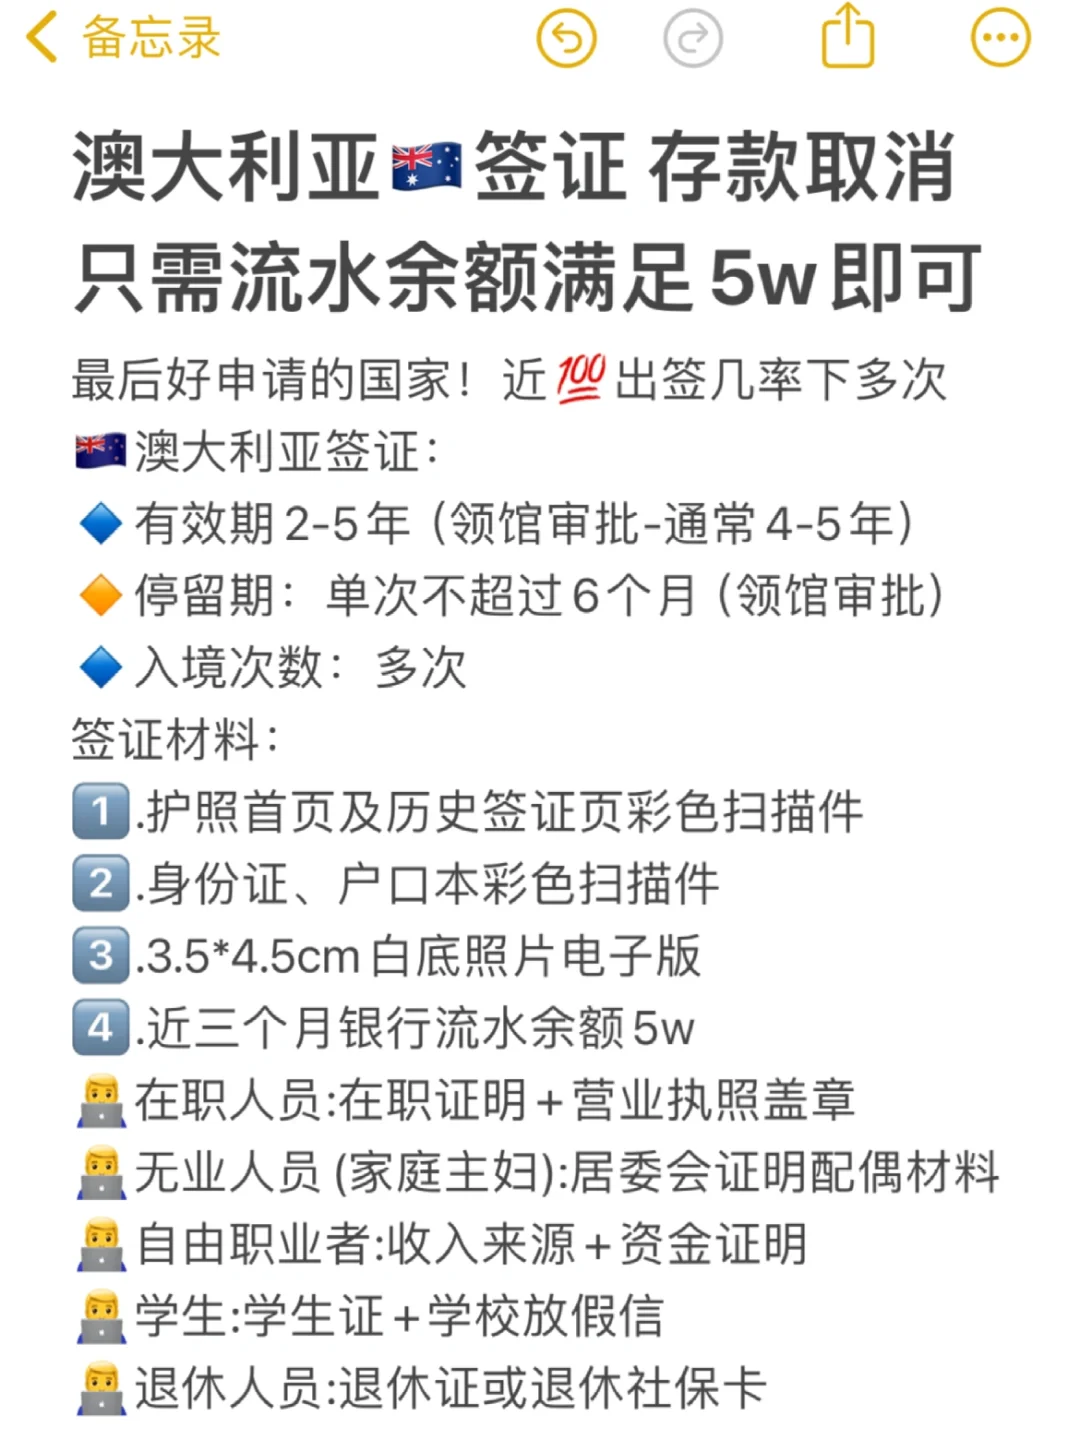 备忘录
澳大利亚🇦🇺签证 存款取消
只需流水余额满足5w即可
最后好申请的国家！近💯出签几率下多次
🇦🇺澳大利亚签证：
🔷有效期2-5年（领馆审批-通常4-5年）
🔶停留期：单次不超过6个月（领馆审批）
🔷入境次数：多次
签证材料：
1️⃣.护照首页及历史签证页彩色扫描件
2️⃣.身份证、户口本彩色扫描件
3️⃣.3.5*4.5cm白底照片电子版
4️⃣.近三个月银行流水余额5w
👨‍💻在职人员:在职证明+营业执照盖章
👨‍💻无业人员(家庭主妇):居委会证明配偶材料
👨‍💻自由职业者:收入来源+资金证明
👨‍💻学生:学生证+学校放假信
👨‍💻退休人员:退休证或退休社保卡